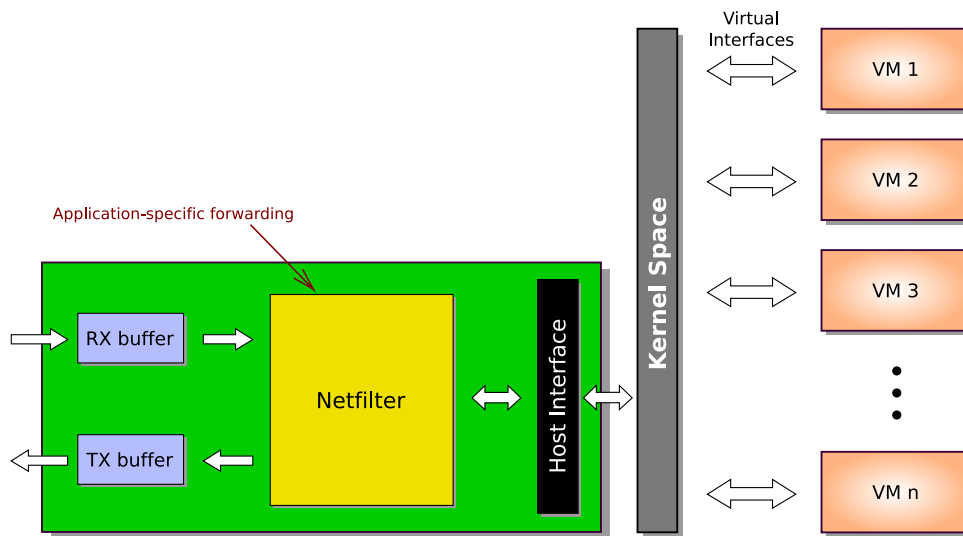 Virtual
Interfaces
VM 1
VM 2
Application-specific forwarding
Kernel Space
VM 3
RX buffer
Netfilter
Host Interface
TX buffer
VM n